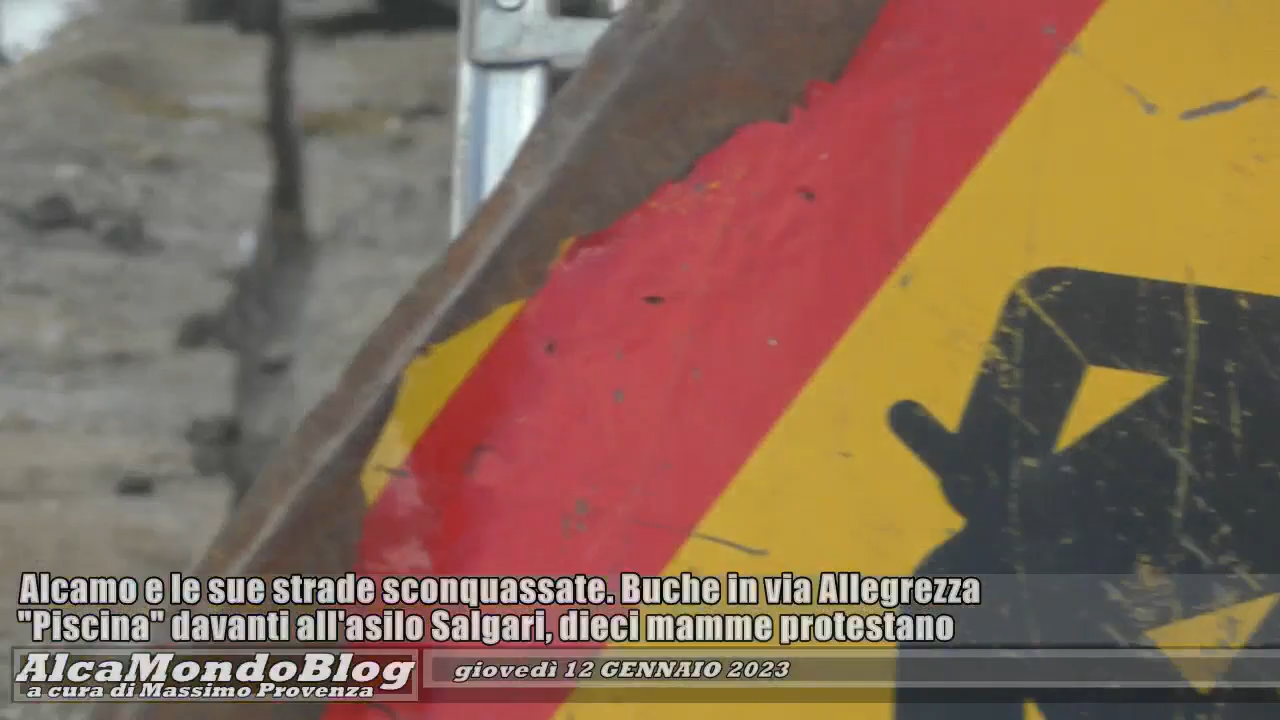 Alcamo e le sue strade sconquassate. Buche in via Allegrezza
"Piscina" davanti all'asilo Salgari, dieci mamme protestano
AlcaMondoBlog
a cura di Massimo Provenza
giovedì 12 GENNAIO 2023